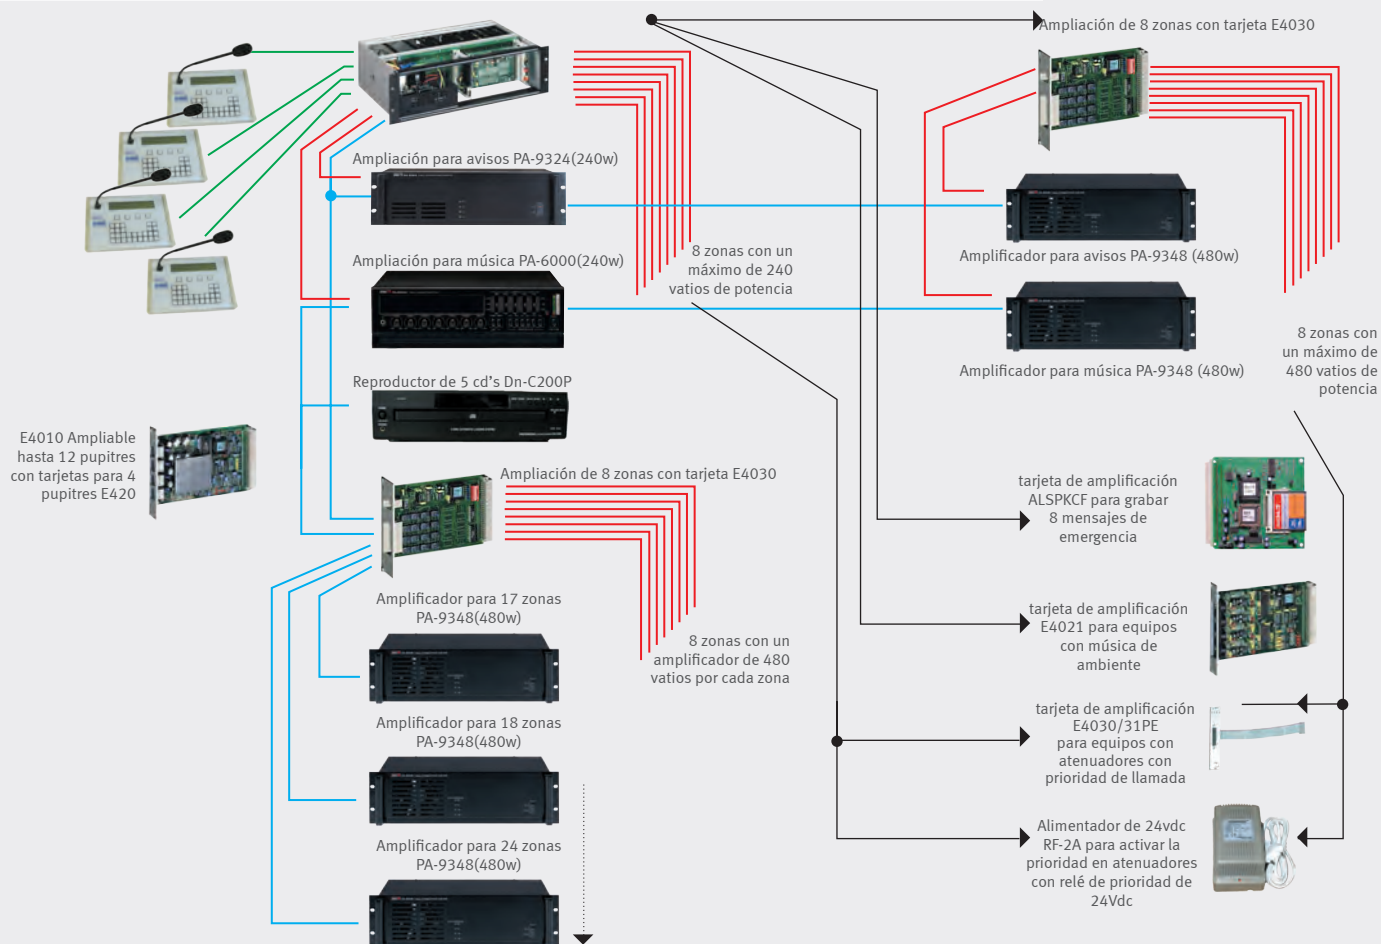 Ampliación de 8 zonas con tarjeta E4030
Ampliación para avisos PA-9324(240w)
Ampliación para música PA-6000(240w)
8 zonas con un
máximo de 240
vatios de potencia
Amplificador para avisos PA-9348 (480w)
Amplificador para música PA-9348 (480w)
8 zonas con
un máximo de
480 vatios de
potencia
Reproductor de 5 cd's Dn-C200P
E4010 Ampliable
hasta 12 pupitres
con tarjetas para 4
pupitres E420
Ampliación de 8 zonas con tarjeta E4030
tarjeta de amplificación
ALSPKCF para grabar
8 mensajes de
emergencia
Amplificador para 17 zonas
PA-9348(480w)
8 zonas con un
amplificador de 480
vatios por cada zona
tarjeta de amplificación
E4021 para equipos
con música de
ambiente
Amplificador para 18 zonas
PA-9348(480w)
tarjeta de amplificación
E4030/31PE
para equipos con
atenuadores con
prioridad de llamada
Amplificador para 24 zonas
PA-9348(480w)
Alimentador de 24vdc
RF-2A para activar la
prioridad en atenuadores
con relé de prioridad de
24Vdc